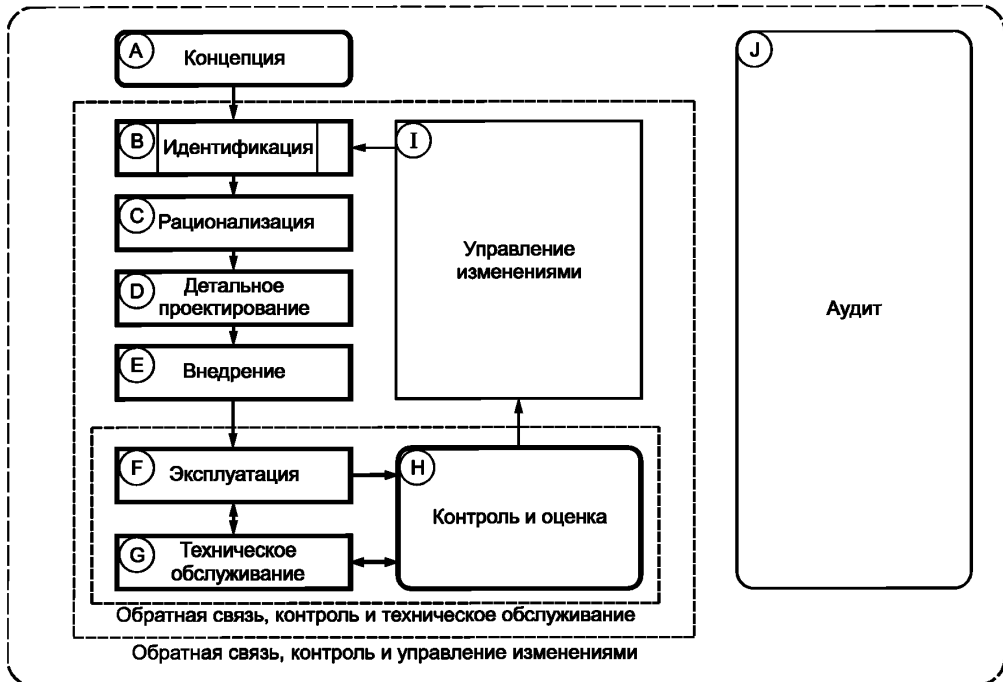 A
Концепция
B
Идентификация
C
Рационализация
D
Детальное
проектирование
E
Внедрение
F
Эксплуатация
G
Техническое
обслуживание
H
Контроль и оценка
I
Управление
изменениями
Обратная связь, контроль и техническое обслуживание
Обратная связь, контроль и управление изменениями
J
Аудит